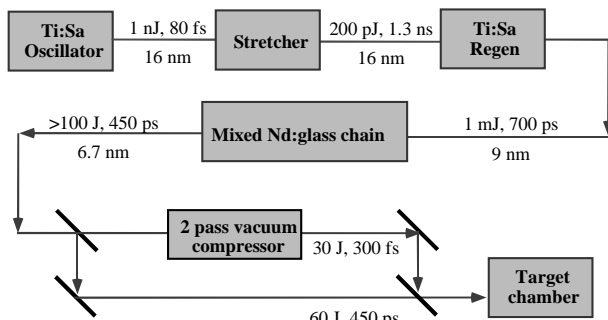 Ti:Sa
Oscillator
1 nJ, 80 fs
16 nm
Stretcher
200 pJ, 1.3 ns
16 nm
Ti:Sa
Regen
>100 J, 450 ps
6.7 nm
Mixed Nd:glass chain
1 mJ, 700 ps
9 nm
2 pass vacuum
compressor
30 J, 300 fs
Target
chamber
60 J, 450 ps